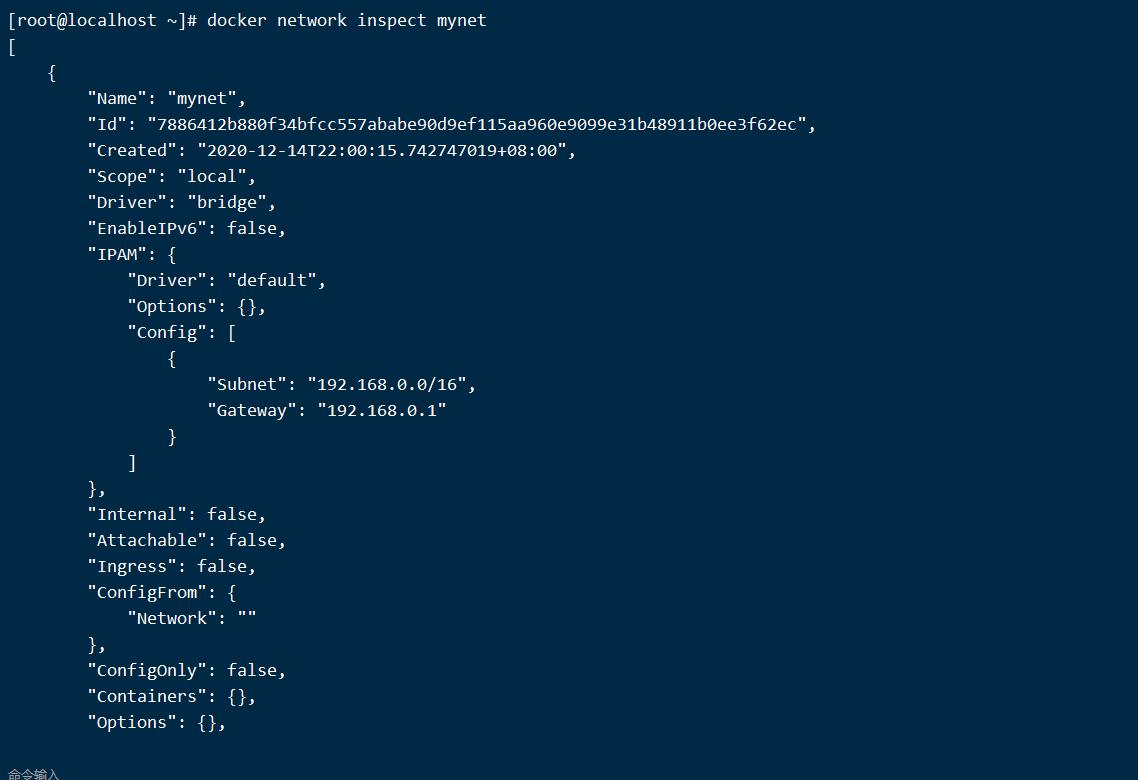 [root@localhost ~]# docker network inspect mynet
[
    {
        "Name": "mynet",
        "Id": "7886412b880f34bfcc557ababe90d9ef115aa960e9099e31b48911b0ee3f62ec",
        "Created": "2020-12-14T22:00:15.742747019+08:00",
        "Scope": "local",
        "Driver": "bridge",
        "EnableIPv6": false,
        "IPAM": {
            "Driver": "default",
            "Options": {},
            "Config": [
                {
                    "Subnet": "192.168.0.0/16",
                    "Gateway": "192.168.0.1"
                }
            ]
        },
        "Internal": false,
        "Attachable": false,
        "Ingress": false,
        "ConfigFrom": {
            "Network": ""
        },
        "ConfigOnly": false,
        "Containers": {},
        "Options": {},
命令输入